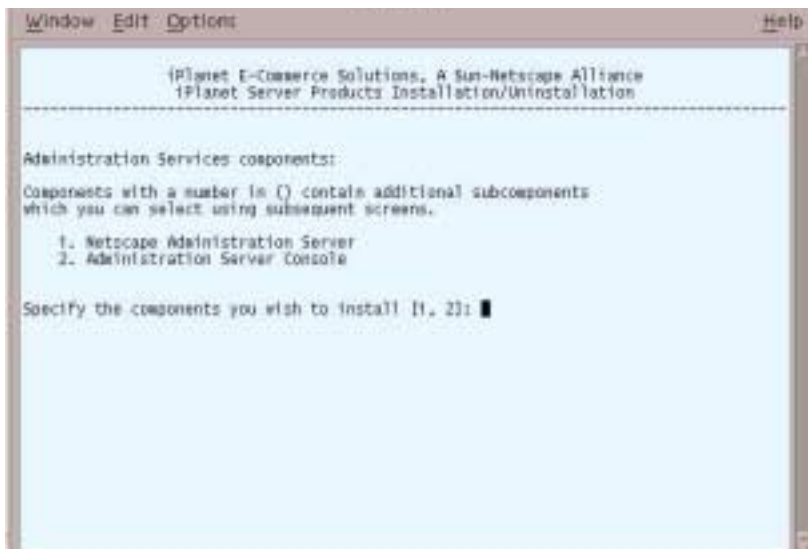 Window Edit Options Help
iPlanet E-Commerce Solutions, A Sun-Netscape Alliance
iPlanet Server Products Installation/Uninstallation
--------------------------------------------------------------------------------
Administration Services components:
Components with a number in () contain additional subcomponents
which you can select using subsequent screens.
1. Netscape Administration Server
2. Administration Server Console
Specify the components you wish to install [1, 2]: